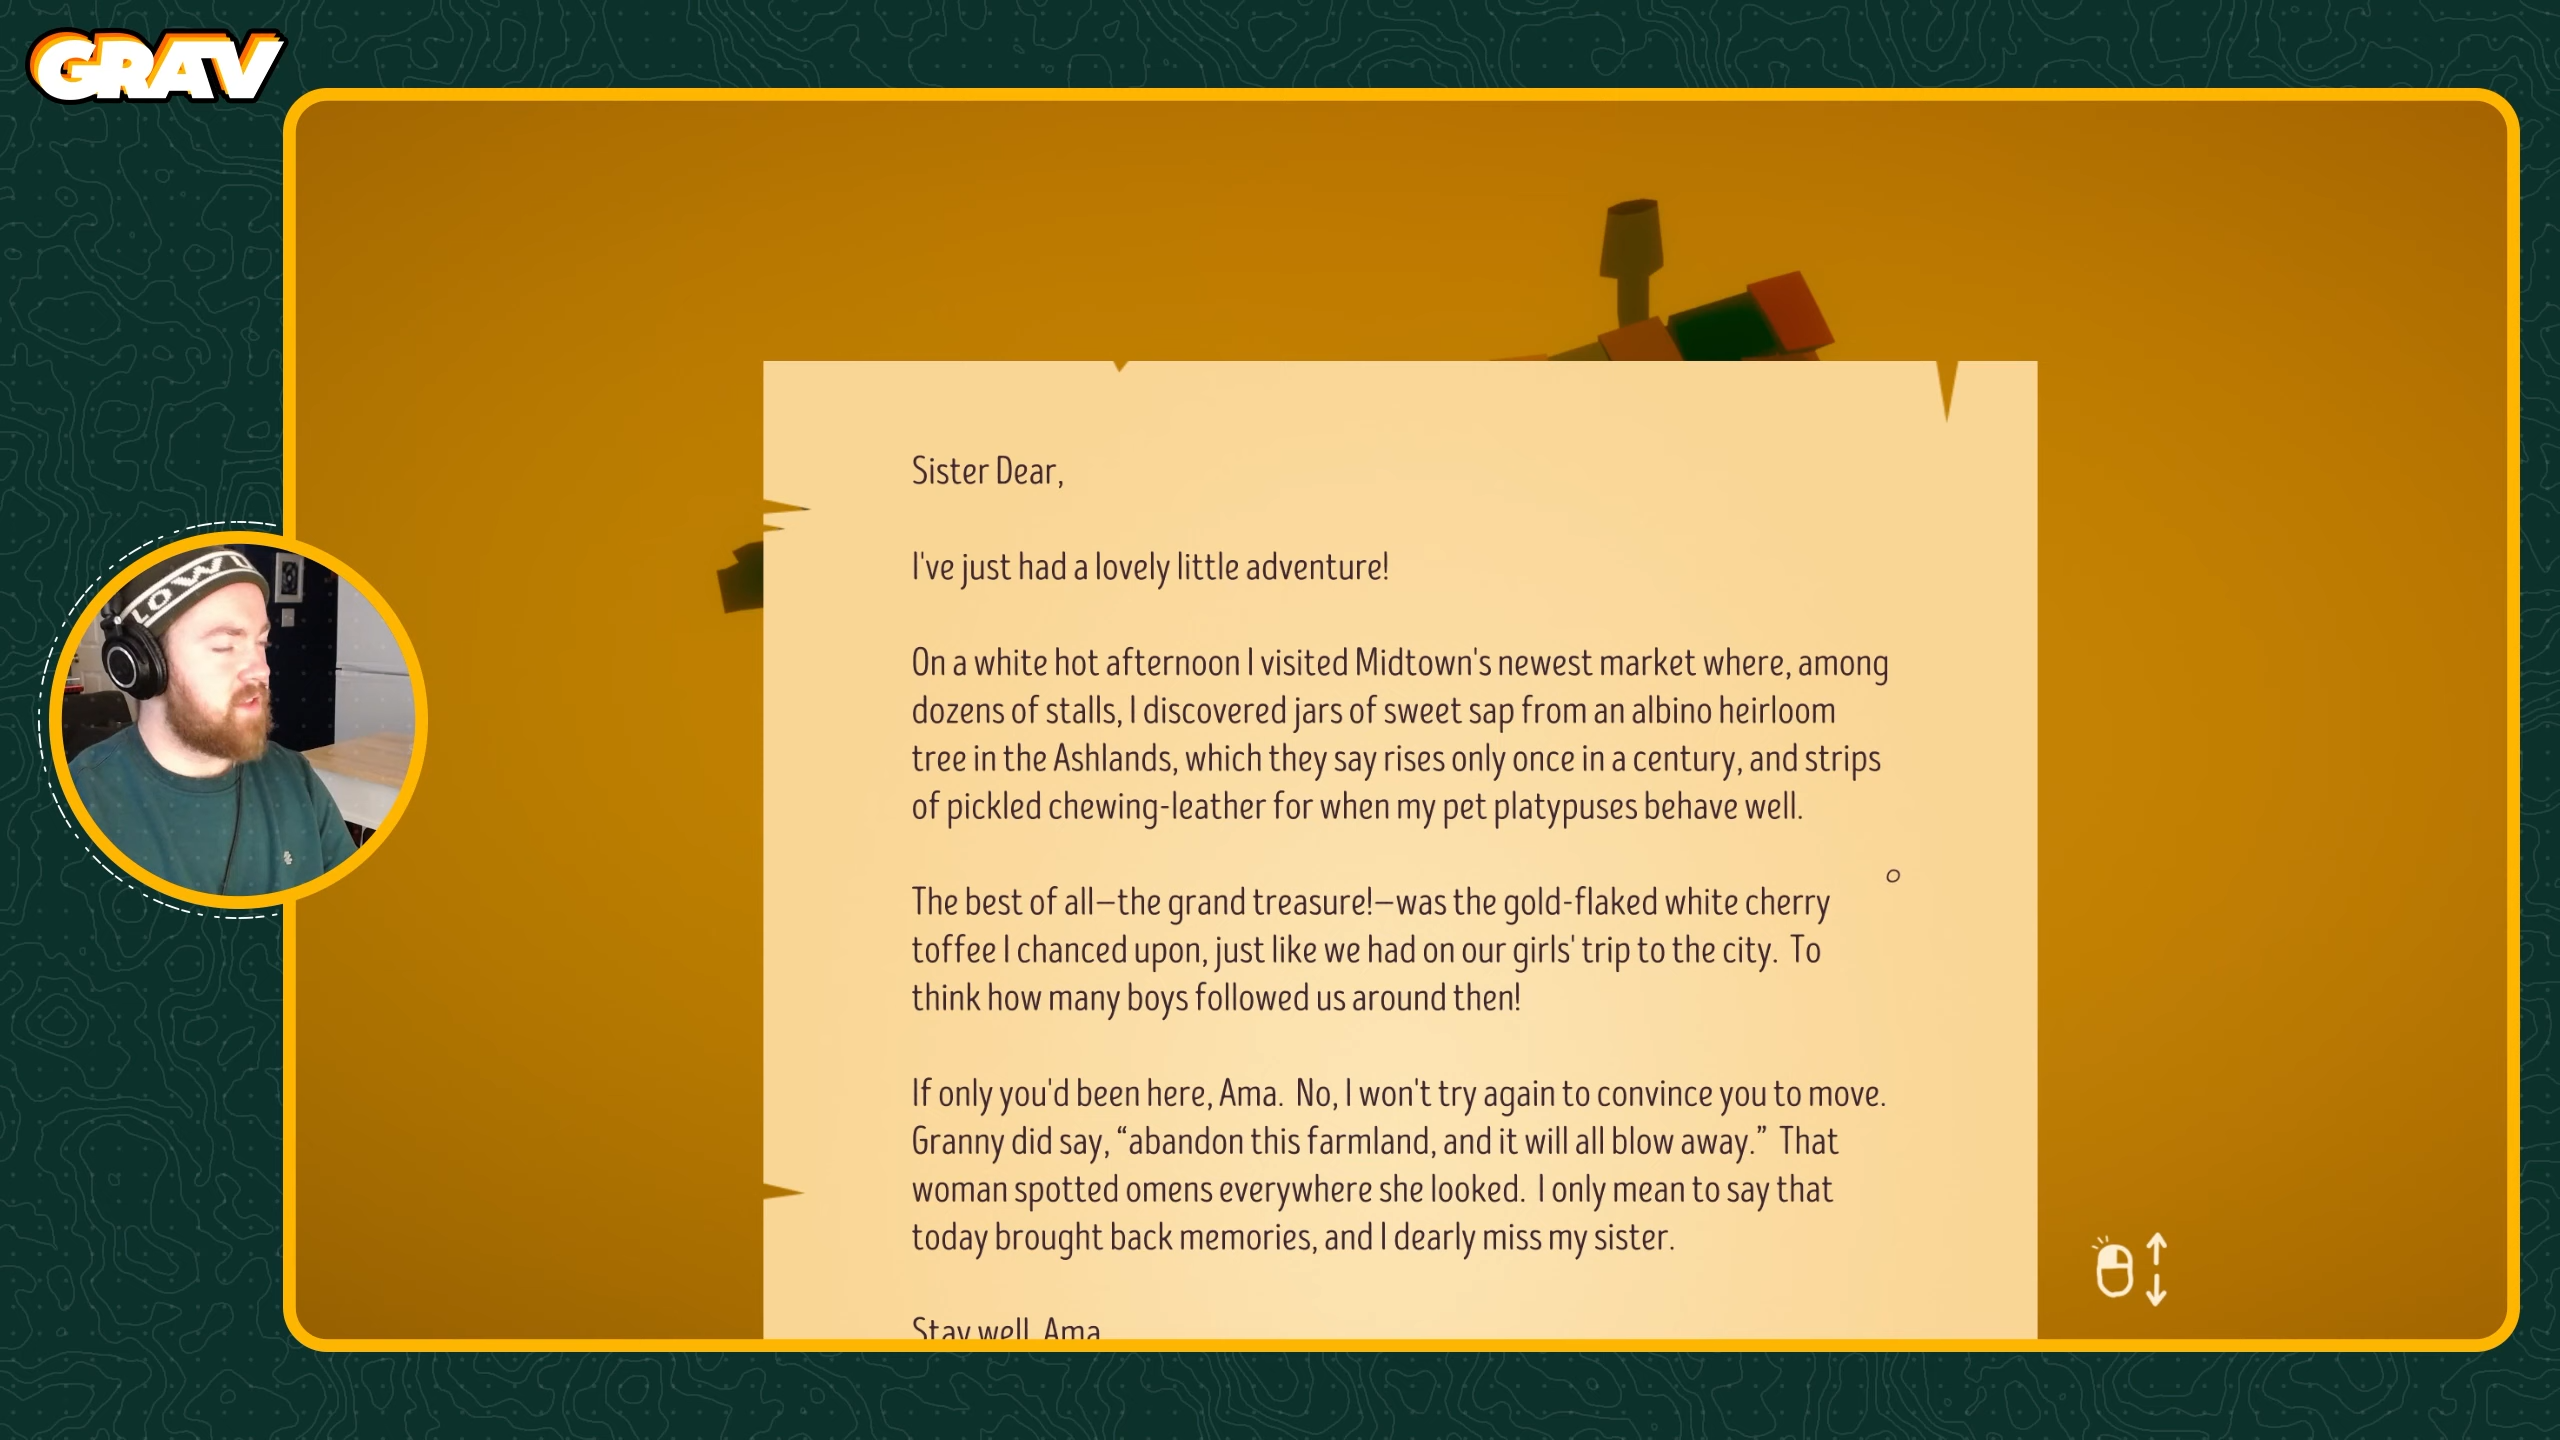 GRAV
LOW
Sister Dear,
I've just had a lovely little adventure!
On a white hot afternoon I visited Midtown's newest market where, among
dozens of stalls, I discovered jars of sweet sap from an albino heirloom
tree in the Ashlands, which they say rises only once in a century, and strips
of pickled chewing-leather for when my pet platypuses behave well.
The best of all—the grand treasure!—was the gold-flaked white cherry
toffee I chanced upon, just like we had on our girls' trip to the city.  To
think how many boys followed us around then!
If only you'd been here, Ama.  No, I won't try again to convince you to move.
Granny did say, “abandon this farmland, and it will all blow away.”  That
woman spotted omens everywhere she looked.  I only mean to say that
today brought back memories, and I dearly miss my sister.
Stay well, Ama